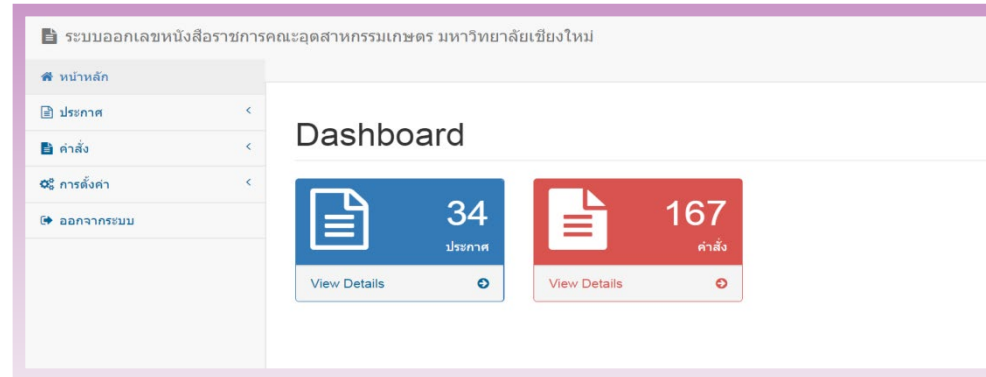 ระบบออกเลขหนังสือราชการคณะอุตสาหกรรมเกษตร มหาวิทยาลัยเชียงใหม่
หน้าหลัก
ประกาศ
คำสั่ง
การตั้งค่า
ออกจากระบบ
Dashboard
34
ประกาศ
View Details
167
คำสั่ง
View Details